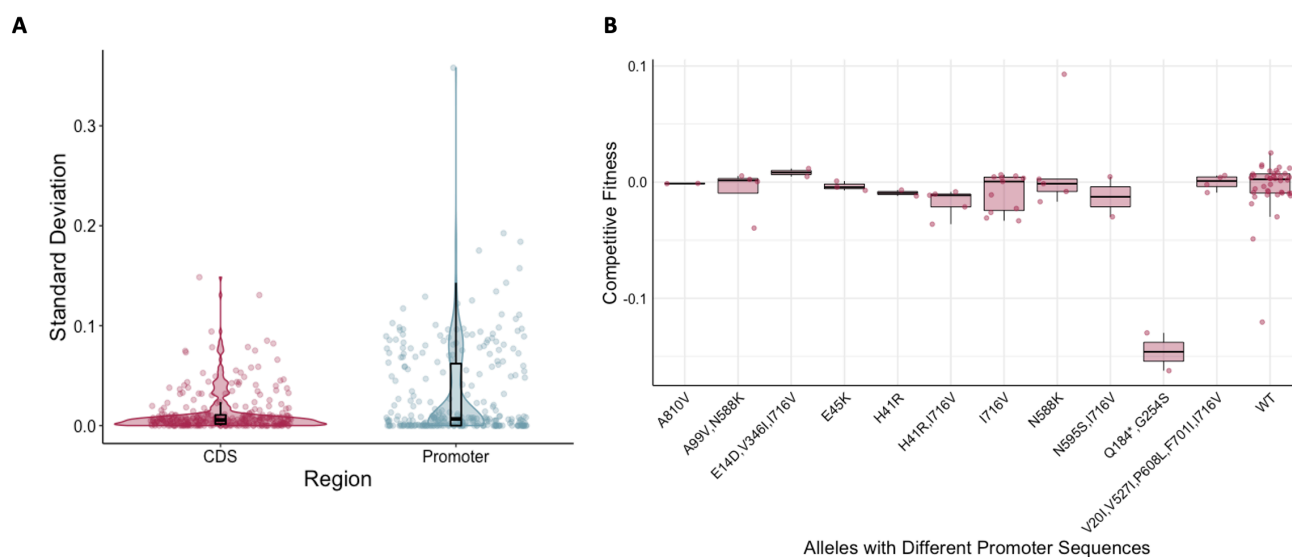 A
Standard Deviation
0.3
0.2
0.1
0.0
CDS
Promoter
Region
B
Competitive Fitness
0.1
0.0
-0.1
A810V
A99V,N588K
E14D,V346I,I716V
E45K
H41R
H41R,I716V
I716V
N588K
N595S,I716V
Q184*,G254S
V20I,V527I,P608L,F701I,I716V
WT
Alleles with Different Promoter Sequences